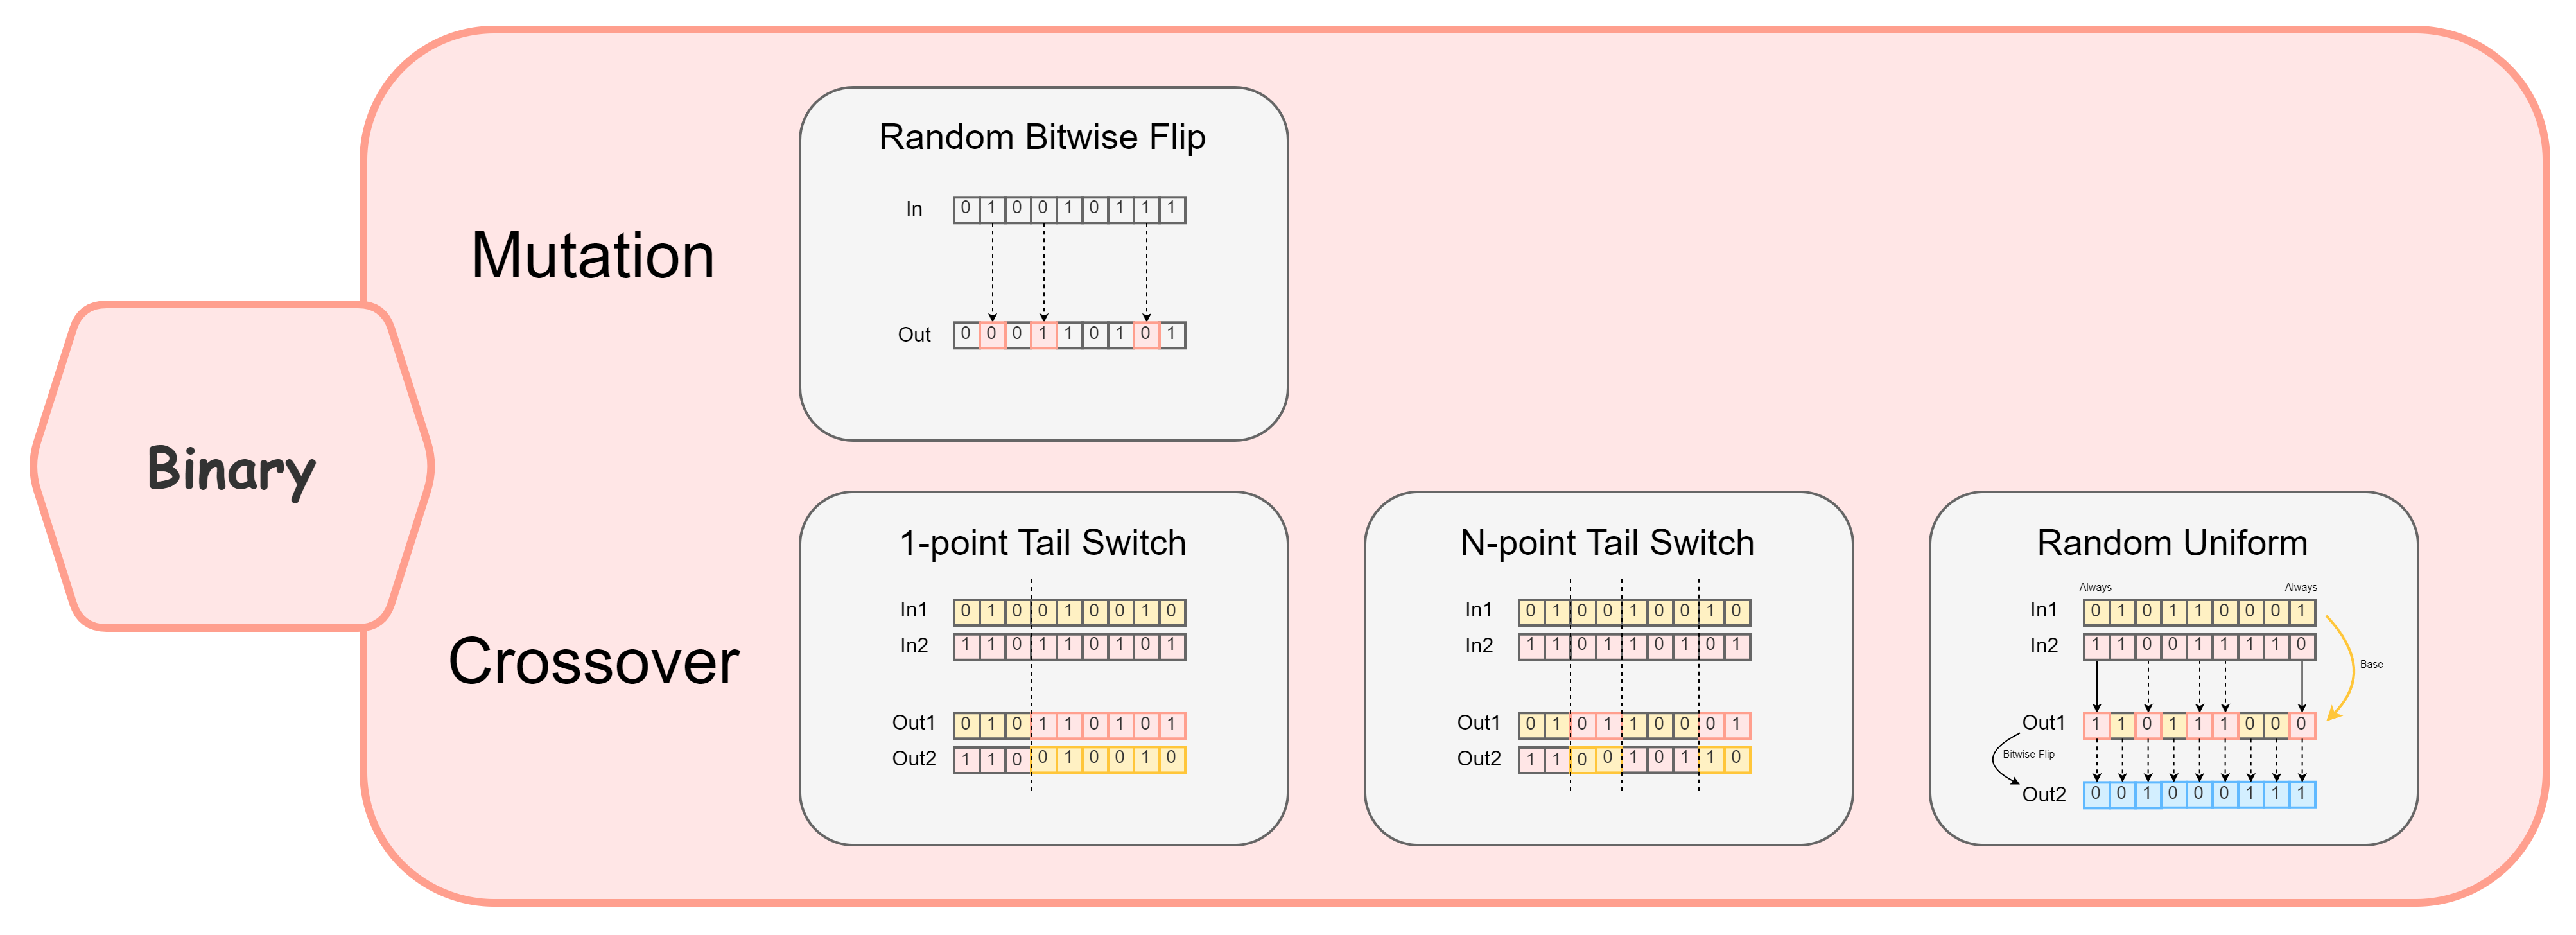 Binary
Mutation
Random Bitwise Flip
In 0 1 0 0 1 0 1 1 1
Out 0 0 0 1 1 0 1 0 1
Crossover
1-point Tail Switch
In1 0 1 0 0 1 0 0 1 0
In2 1 1 0 1 1 0 1 0 1
Out1 0 1 0 1 1 0 1 0 1
Out2 1 1 0 0 1 0 0 1 0
N-point Tail Switch
In1 0 1 0 0 1 0 0 1 0
In2 1 1 0 1 1 0 1 0 1
Out1 0 1 0 1 1 0 0 0 1
Out2 1 1 0 0 1 0 1 1 0
Random Uniform
Always Always
In1 0 1 0 1 1 0 0 0 1
In2 1 1 0 0 1 1 1 1 0
Base
Out1 1 1 0 1 1 1 0 0 0
Bitwise Flip
Out2 0 0 1 0 0 0 1 1 1